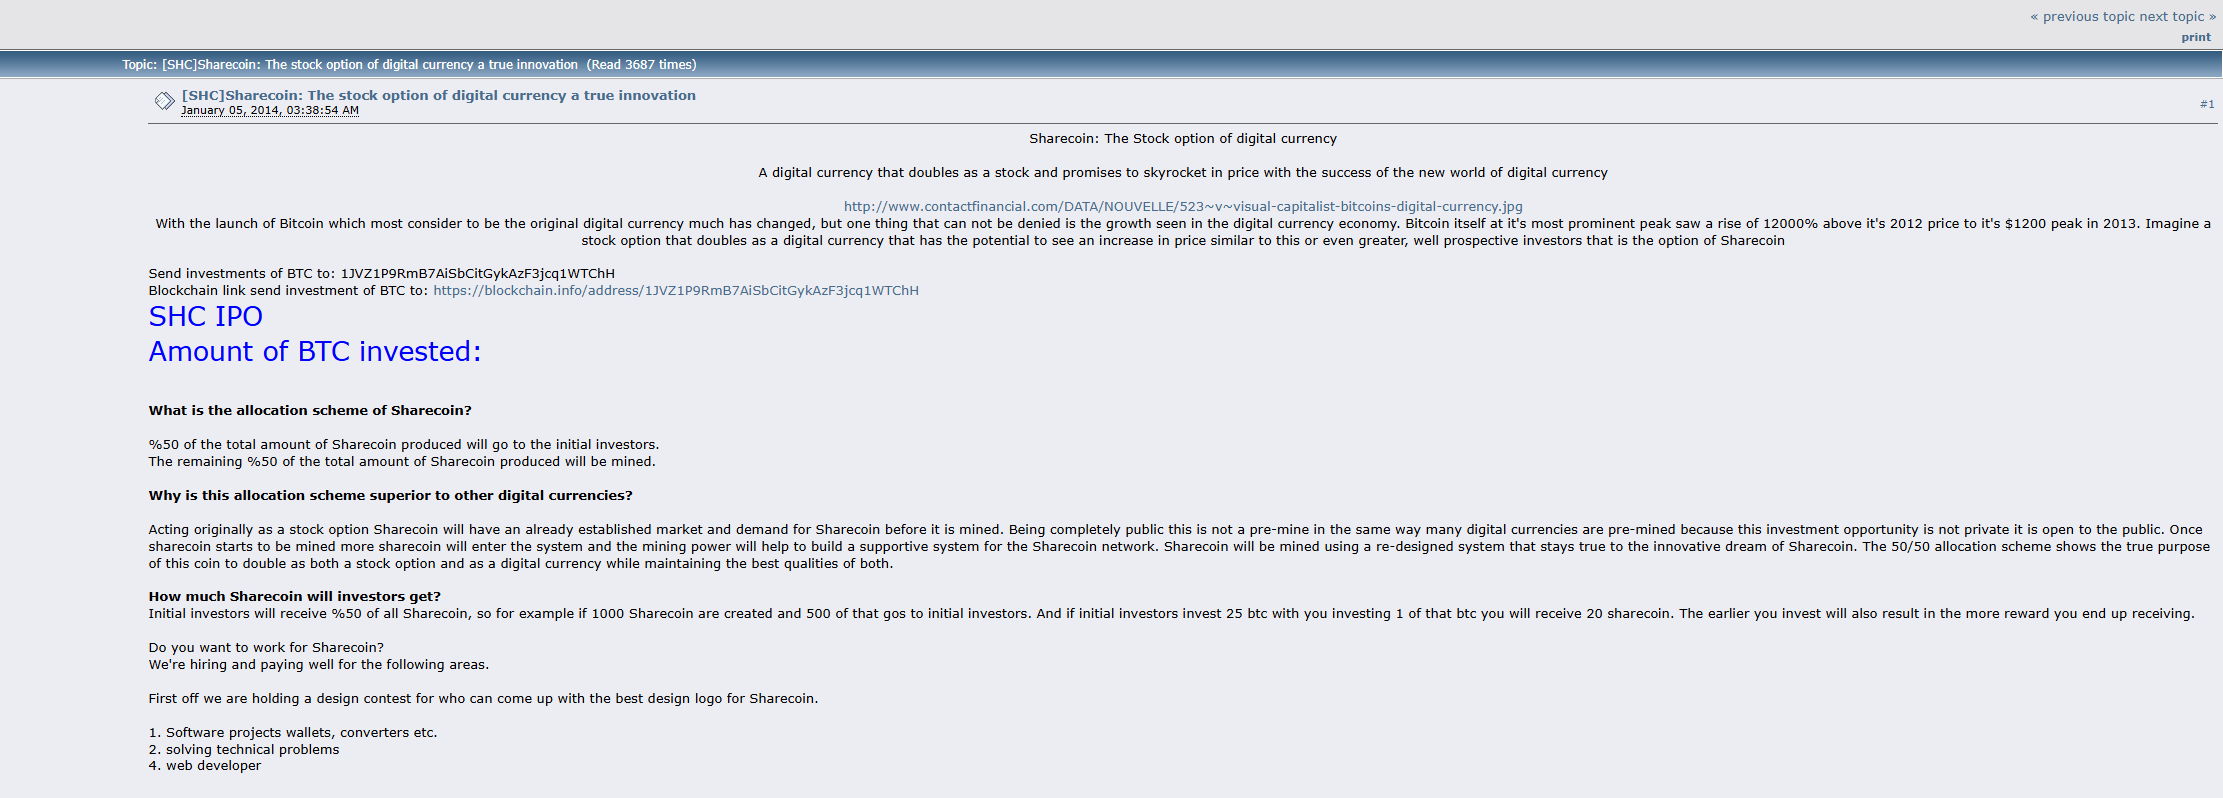 « previous topic next topic »
print
Topic: [SHC]Sharecoin: The stock option of digital currency a true innovation  (Read 3687 times)
[SHC]Sharecoin: The stock option of digital currency a true innovation
January 05, 2014, 03:38:54 AM
#1
Sharecoin: The Stock option of digital currency
A digital currency that doubles as a stock and promises to skyrocket in price with the success of the new world of digital currency
http://www.contactfinancial.com/DATA/NOUVELLE/523~v~visual-capitalist-bitcoins-digital-currency.jpg
With the launch of Bitcoin which most consider to be the original digital currency much has changed, but one thing that can not be denied is the growth seen in the digital currency economy. Bitcoin itself at it's most prominent peak saw a rise of 12000% above it's 2012 price to it's $1200 peak in 2013. Imagine a
stock option that doubles as a digital currency that has the potential to see an increase in price similar to this or even greater, well prospective investors that is the option of Sharecoin
Send investments of BTC to: 1JVZ1P9RmB7AiSbCitGykAzF3jcq1WTChH
Blockchain link send investment of BTC to: https://blockchain.info/address/1JVZ1P9RmB7AiSbCitGykAzF3jcq1WTChH
SHC IPO
Amount of BTC invested:
What is the allocation scheme of Sharecoin?
%50 of the total amount of Sharecoin produced will go to the initial investors.
The remaining %50 of the total amount of Sharecoin produced will be mined.
Why is this allocation scheme superior to other digital currencies?
Acting originally as a stock option Sharecoin will have an already established market and demand for Sharecoin before it is mined. Being completely public this is not a pre-mine in the same way many digital currencies are pre-mined because this investment opportunity is not private it is open to the public. Once
sharecoin starts to be mined more sharecoin will enter the system and the mining power will help to build a supportive system for the Sharecoin network. Sharecoin will be mined using a re-designed system that stays true to the innovative dream of Sharecoin. The 50/50 allocation scheme shows the true purpose
of this coin to double as both a stock option and as a digital currency while maintaining the best qualities of both.
How much Sharecoin will investors get?
Initial investors will receive %50 of all Sharecoin, so for example if 1000 Sharecoin are created and 500 of that gos to initial investors. And if initial investors invest 25 btc with you investing 1 of that btc you will receive 20 sharecoin. The earlier you invest will also result in the more reward you end up receiving.
Do you want to work for Sharecoin?
We're hiring and paying well for the following areas.
First off we are holding a design contest for who can come up with the best design logo for Sharecoin.
1. Software projects wallets, converters etc.
2. solving technical problems
4. web developer